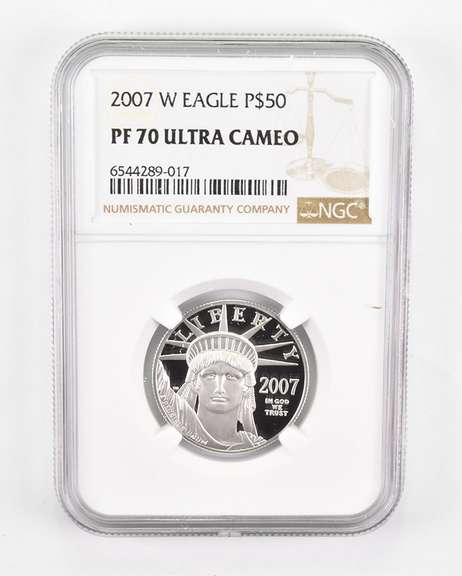 2007 W EAGLE P$50
PF 70 ULTRA CAMEO
6544289-017
NUMISMATIC GUARANTY COMPANY
NGC
LIBERTY
2007
IN GOD
WE
TRUST